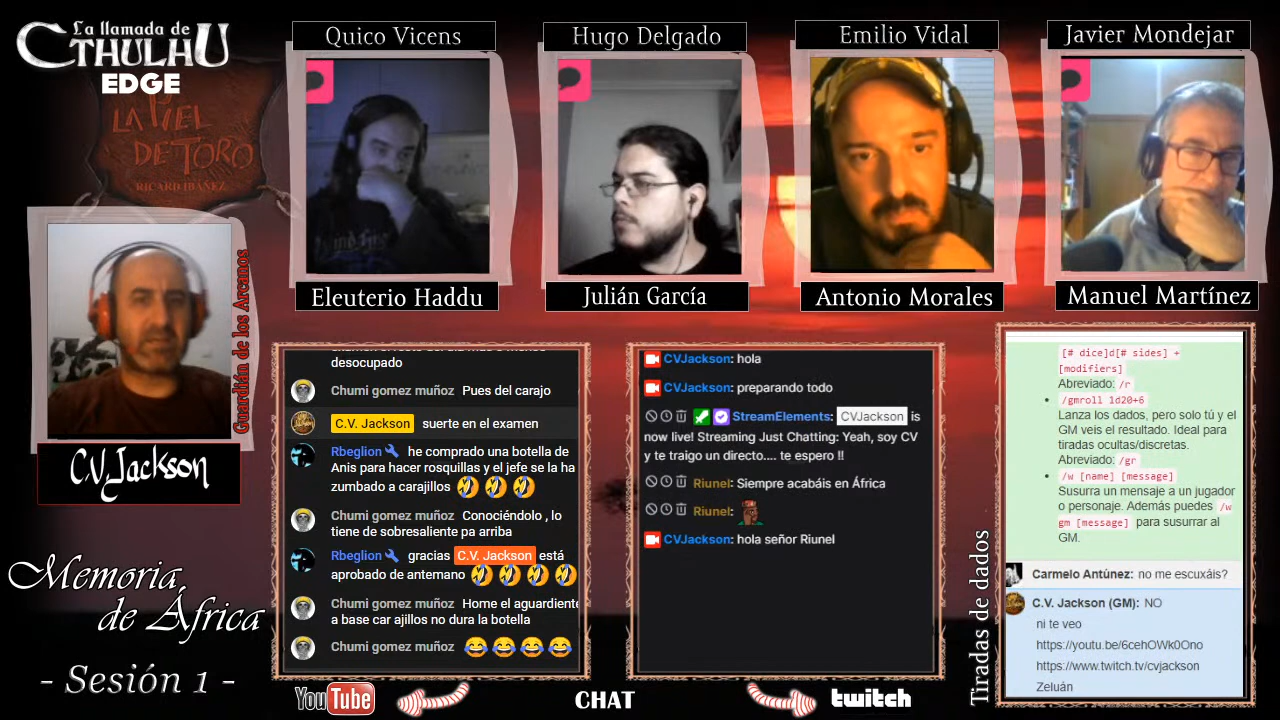 La llamada de
CTHULHU
EDGE
LA PIEL
DE TORO
RICARD IBÁÑEZ
Quico Vicens
Hugo Delgado
Emilio Vidal
Javier Mondejar
Eleuterio Haddu
Julián García
Antonio Morales
Manuel Martínez
Guardián de los Arcanos
C.V. Jackson
Memoria
de África
- Sesión 1 -
desocupado
Chumi gomez muñoz Pues del carajo
C.V. Jackson suerte en el examen
Rbeglion he comprado una botella de
Anis para hacer rosquillas y el jefe se la ha
zumbado a carajillos 🤣 🤣 🤣
Chumi gomez muñoz Conociéndolo , lo
tiene de sobresaliente pa arriba
Rbeglion gracias C.V. Jackson está
aprobado de antemano 🤣 🤣 🤣 🤣
Chumi gomez muñoz Home el aguardiente
a base car ajillos no dura la botella
Chumi gomez muñoz 😂 😂 😂 😂
CVJackson: hola
CVJackson: preparando todo
StreamElements: CVJackson is
now live! Streaming Just Chatting: Yeah, soy CV
y te traigo un directo.... te espero !!
Riunel: Siempre acabáis en África
Riunel:
CVJackson: hola señor Riunel
Tiradas de dados
[# dice]d[# sides] +
[modifiers]
Abreviado: /r
• /gmroll 1d20+6
Lanza los dados, pero solo tú y el
GM veis el resultado. Ideal para
tiradas ocultas/discretas.
Abreviado: /gr
• /w [name] [message]
Susurra un mensaje a un jugador
o personaje. Además puedes /w
gm [message] para susurrar al
GM.
Carmelo Antúnez: no me escuxáis?
C.V. Jackson (GM): NO
ni te veo
https://youtu.be/6cehOWk0Ono
https://www.twitch.tv/cvjackson
Zeluán
YouTube
CHAT
twitch